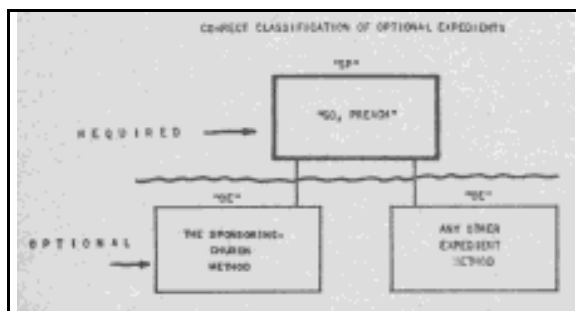 CORRECT CLASSIFICATION OF OPTIONAL EXPEDIENTS
"GP"
"GO, PREACH"
REQUIRED
"OE"
"OE"
OPTIONAL
THE SPONSORING-
CHURCH
METHOD
ANY OTHER
EXPEDIENT
METHOD